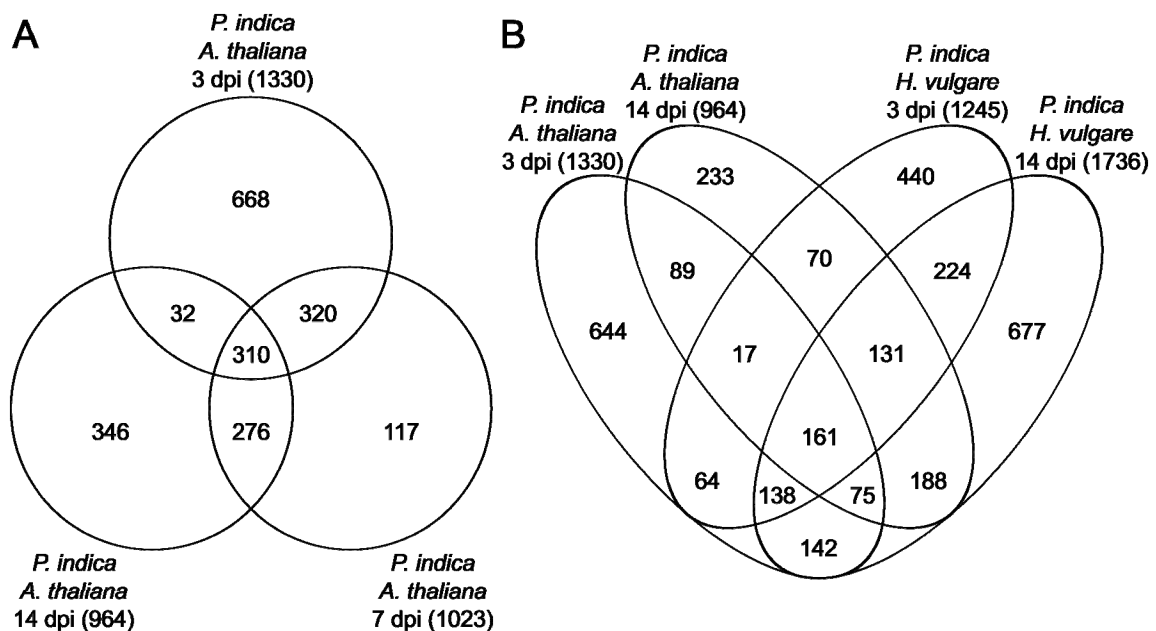 A
P. indica
A. thaliana
3 dpi (1330)
668
32
320
310
346
276
117
P. indica
A. thaliana
14 dpi (964)
P. indica
A. thaliana
7 dpi (1023)
B
P. indica
A. thaliana
3 dpi (1330)
P. indica
A. thaliana
14 dpi (964)
P. indica
H. vulgare
3 dpi (1245)
P. indica
H. vulgare
14 dpi (1736)
233
440
89
70
224
644
17
131
677
161
64
138
75
188
142